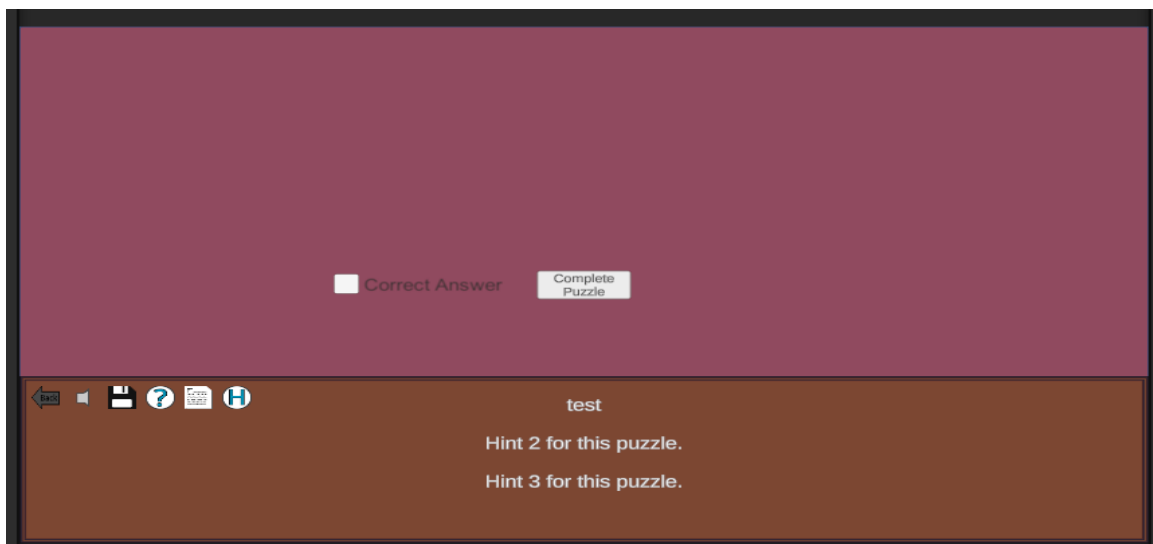 Correct Answer
Complete
Puzzle
Back
?
H
test
Hint 2 for this puzzle.
Hint 3 for this puzzle.